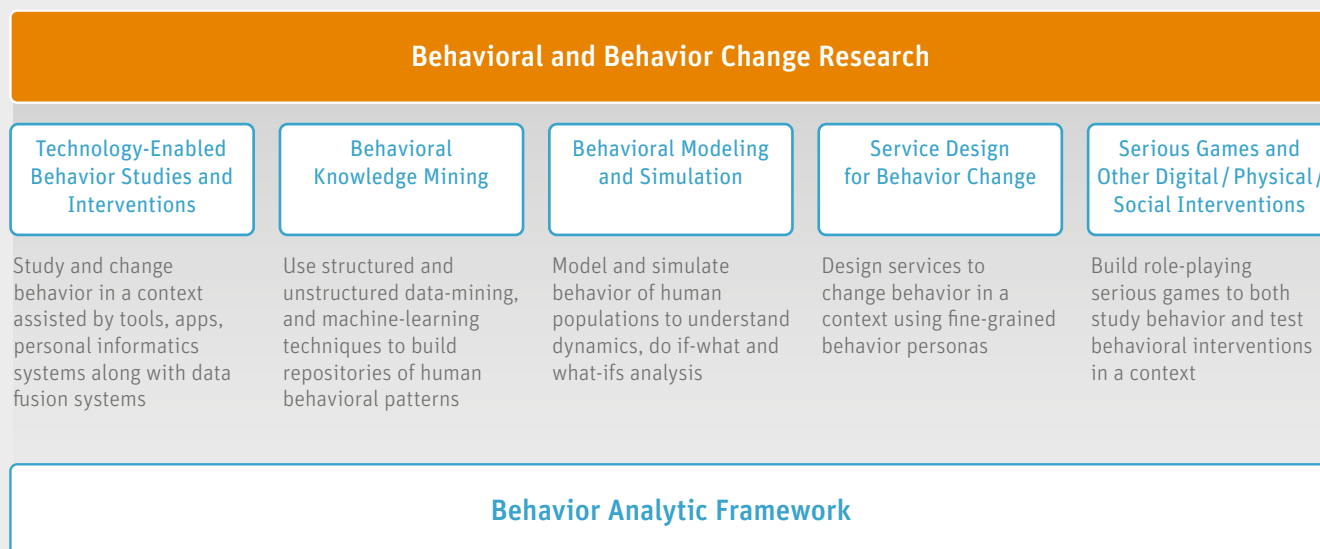 Behavioral and Behavior Change Research
Technology-Enabled
Behavior Studies and
Interventions
Study and change
behavior in a context
assisted by tools, apps,
personal informatics
systems along with data
fusion systems
Behavioral
Knowledge Mining
Use structured and
unstructured data-mining,
and machine-learning
techniques to build
repositories of human
behavioral patterns
Behavioral Modeling
and Simulation
Model and simulate
behavior of human
populations to understand
dynamics, do if-what and
what-ifs analysis
Service Design
for Behavior Change
Design services to
change behavior in a
context using fine-grained
behavior personas
Serious Games and
Other Digital / Physical /
Social Interventions
Build role-playing
serious games to both
study behavior and test
behavioral interventions
in a context
Behavior Analytic Framework